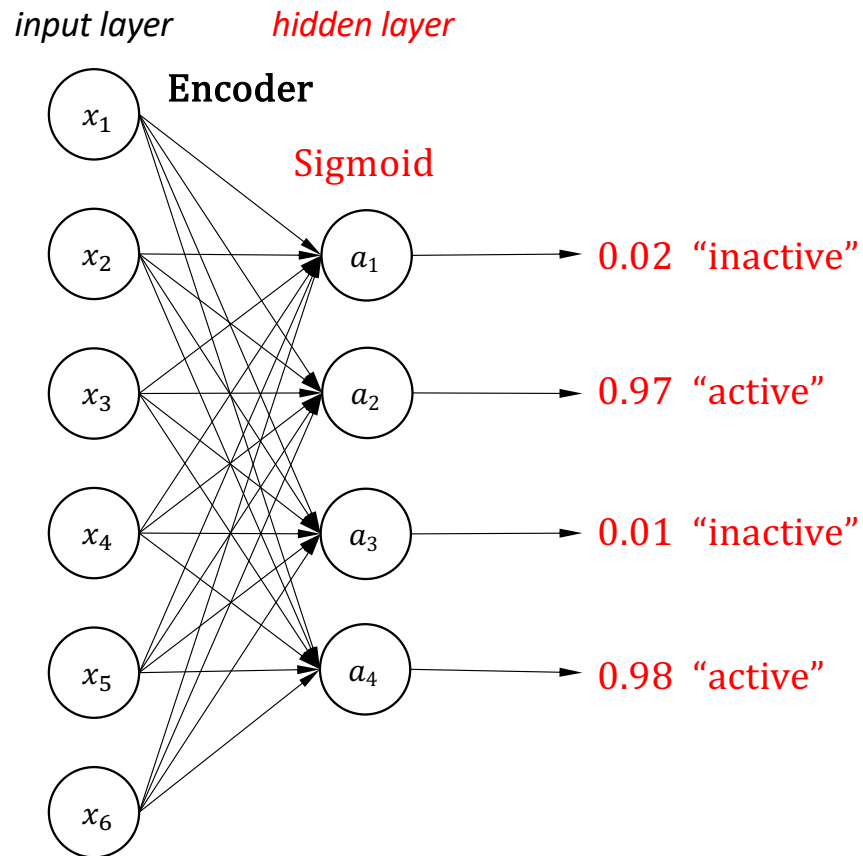 input layer
hidden layer
Encoder
Sigmoid
x₁
x₂
x₃
x₄
x₅
x₆
a₁
a₂
a₃
a₄
0.02 “inactive”
0.97 “active”
0.01 “inactive”
0.98 “active”